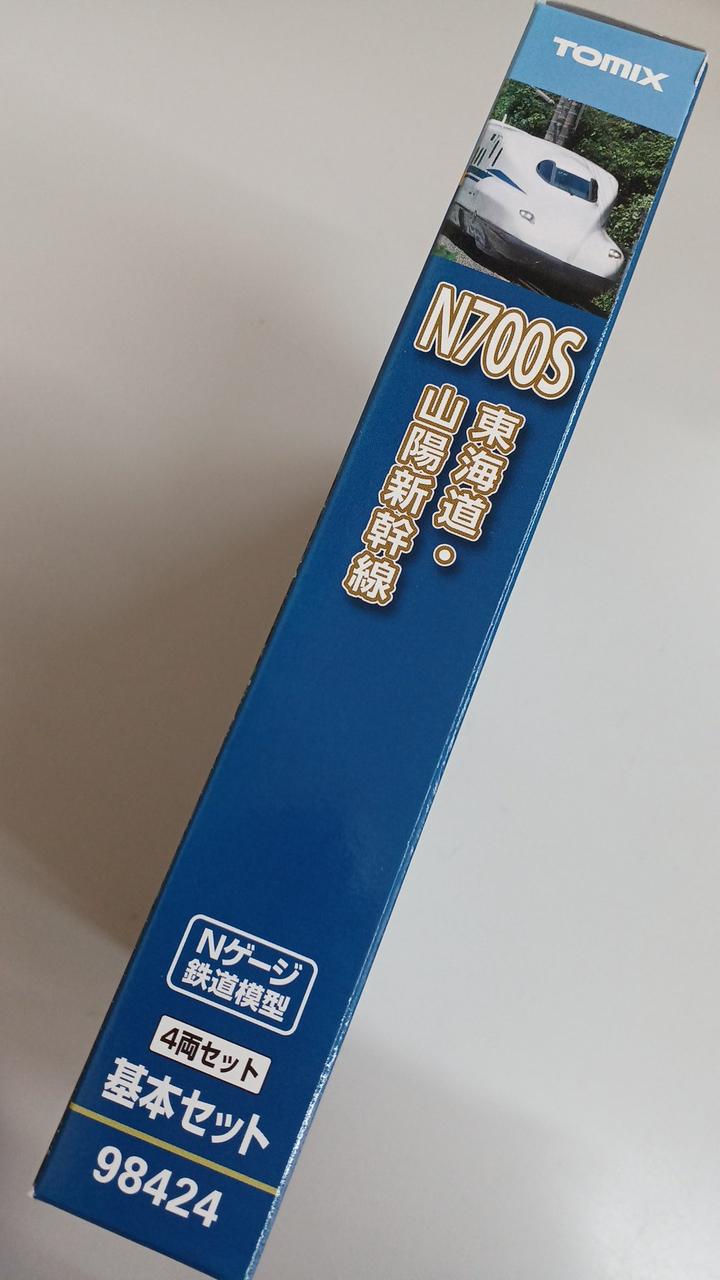 TOMIX
N700S
東海道・
山陽新幹線
Nゲージ
鉄道模型
4両セット
基本セット
98424